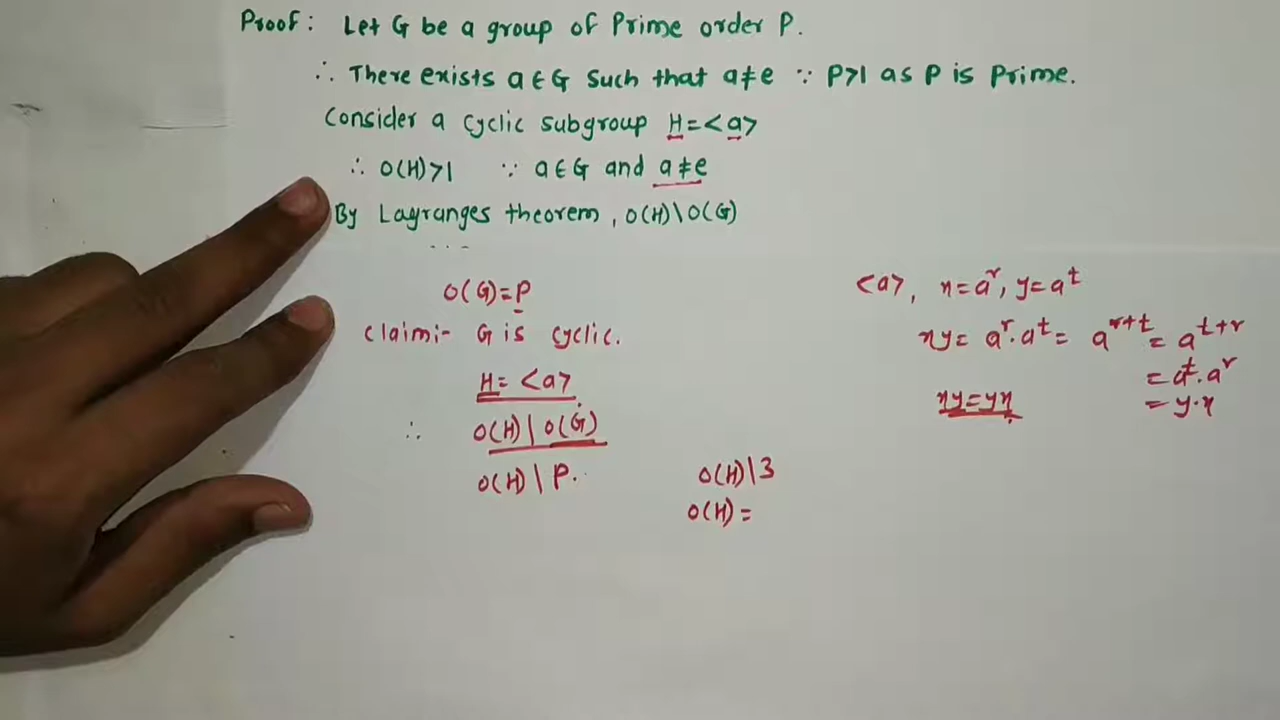 Proof: Let G be a group of Prime order P.
∴ There exists a ∈ G such that a ≠ e ∵ P>1 as P is Prime.
Consider a cyclic subgroup H=<a>
∴ O(H)>1 ∵ a ∈ G and a ≠ e
By Lagranges theorem, O(H)\O(G)
O(G)=P
Claim:- G is cyclic.
H= <a>
∴ O(H) | O(G)
O(H) \ P.
O(H)\3
O(H) =
<a>, x=a^r, y=a^t
xy= a^r.a^t= a^{r+t} = a^{t+r}
= a^t.a^r
xy=yx = y.x